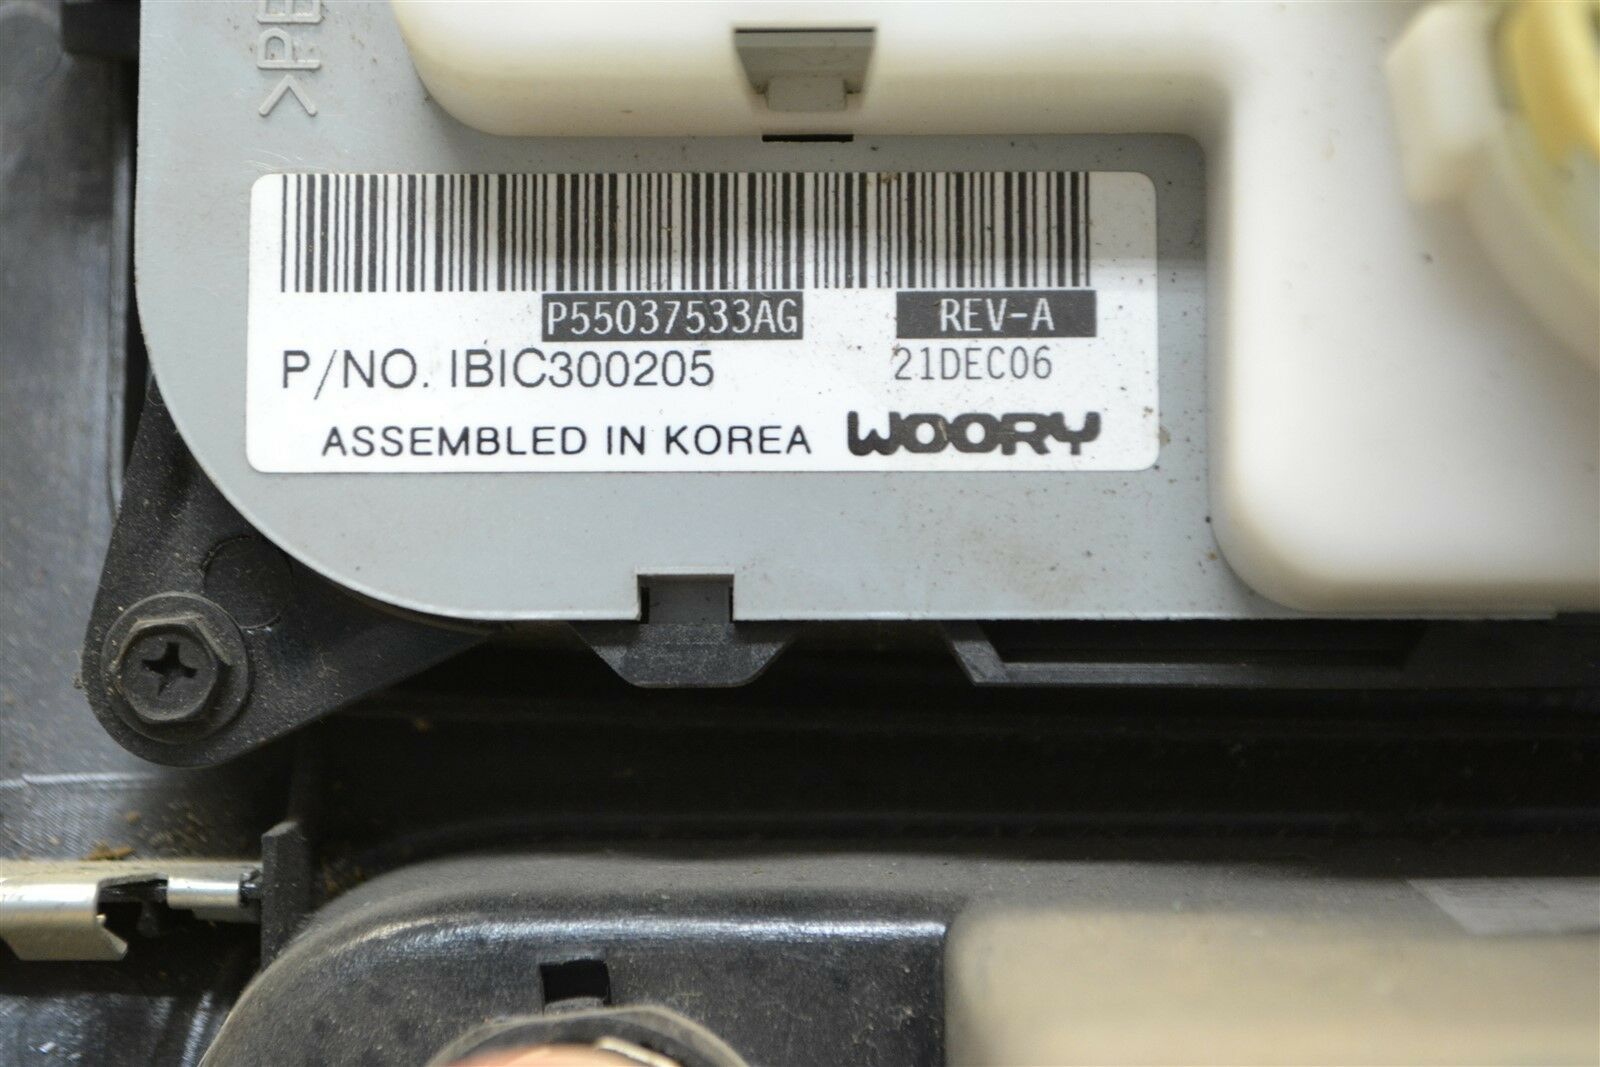 P55037533AG REV-A
P/NO. IBIC300205 21DEC06
ASSEMBLED IN KOREA WOORY